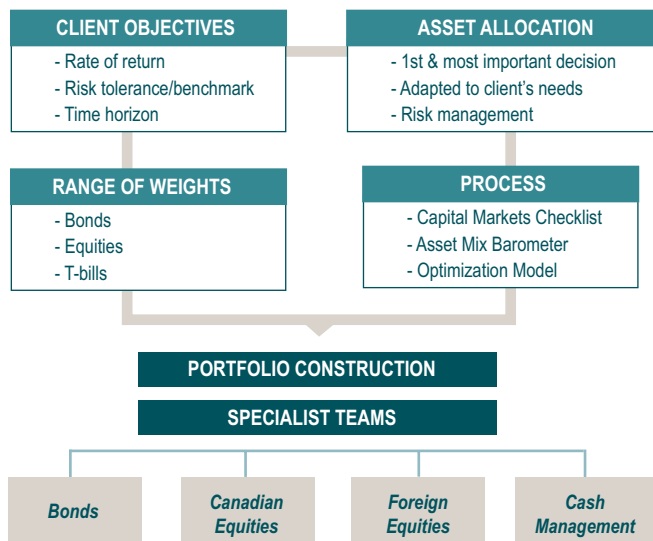 CLIENT OBJECTIVES
- Rate of return
- Risk tolerance/benchmark
- Time horizon
ASSET ALLOCATION
- 1st & most important decision
- Adapted to client's needs
- Risk management
RANGE OF WEIGHTS
- Bonds
- Equities
- T-bills
PROCESS
- Capital Markets Checklist
- Asset Mix Barometer
- Optimization Model
PORTFOLIO CONSTRUCTION
SPECIALIST TEAMS
Bonds
Canadian
Equities
Foreign
Equities
Cash
Management